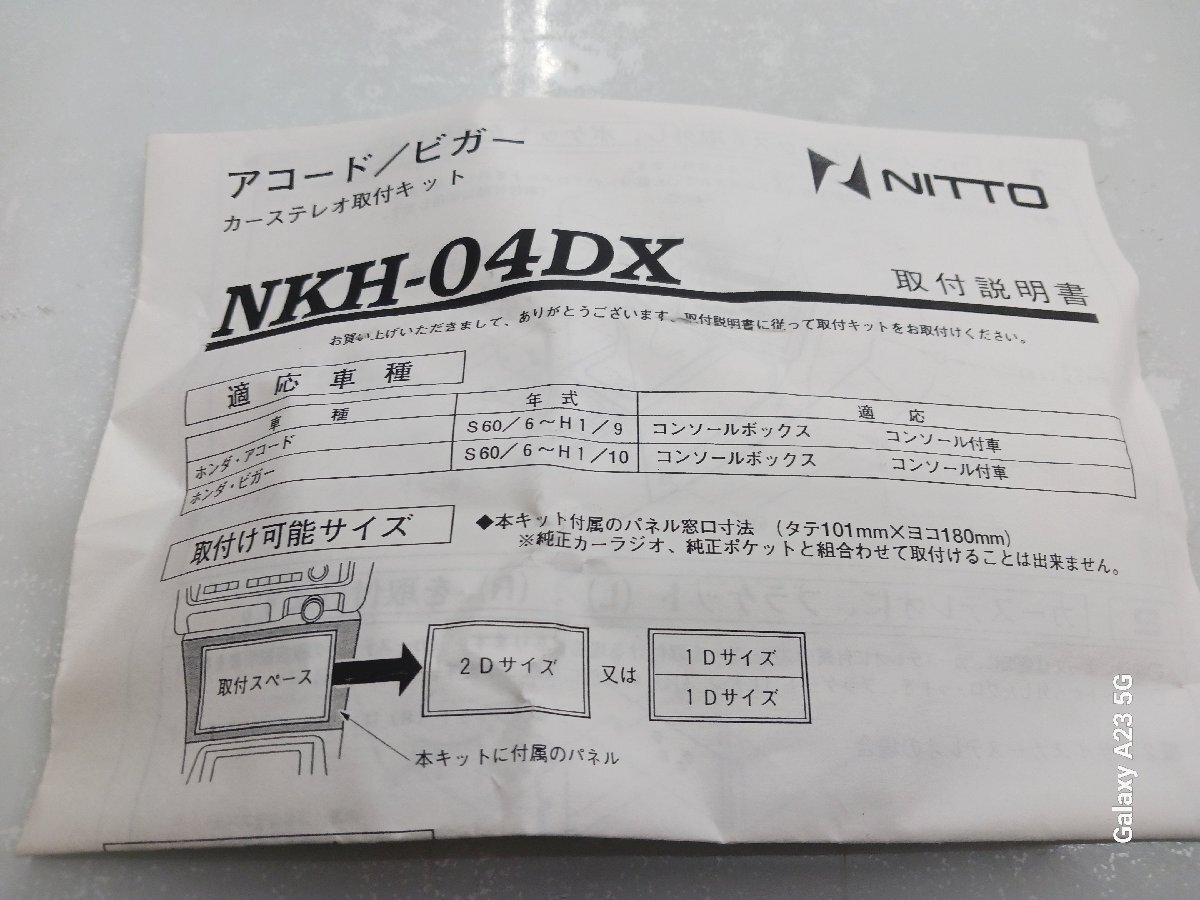 アコード／ビガー
カーステレオ取付キット
NITTO
NKH-04DX
取付説明書
お買い上げいただきまして、ありがとうございます。取付説明書に従って取付キットをお取付けください。
適応車種
車種 年式 適応
ホンダ・アコード S60／6～H1／9 コンソールボックス コンソール付車
ホンダ・ビガー S60／6～H1／10 コンソールボックス コンソール付車
取付け可能サイズ
◆本キット付属のパネル窓口寸法 （タテ101mm×ヨコ180mm）
※純正カーラジオ、純正ポケットと組合わせて取付けることは出来ません。
取付スペース
2Dサイズ
又は
1Dサイズ
1Dサイズ
本キットに付属のパネル
Galaxy A23 5G